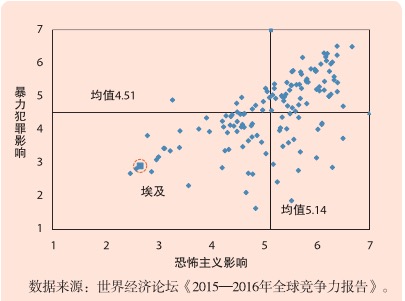 7
6
5
4
3
2
1
暴力犯罪影响
均值4.51
埃及
均值5.14
1 2 3 4 5 6 7
恐怖主义影响
数据来源：世界经济论坛《2015—2016年全球竞争力报告》。